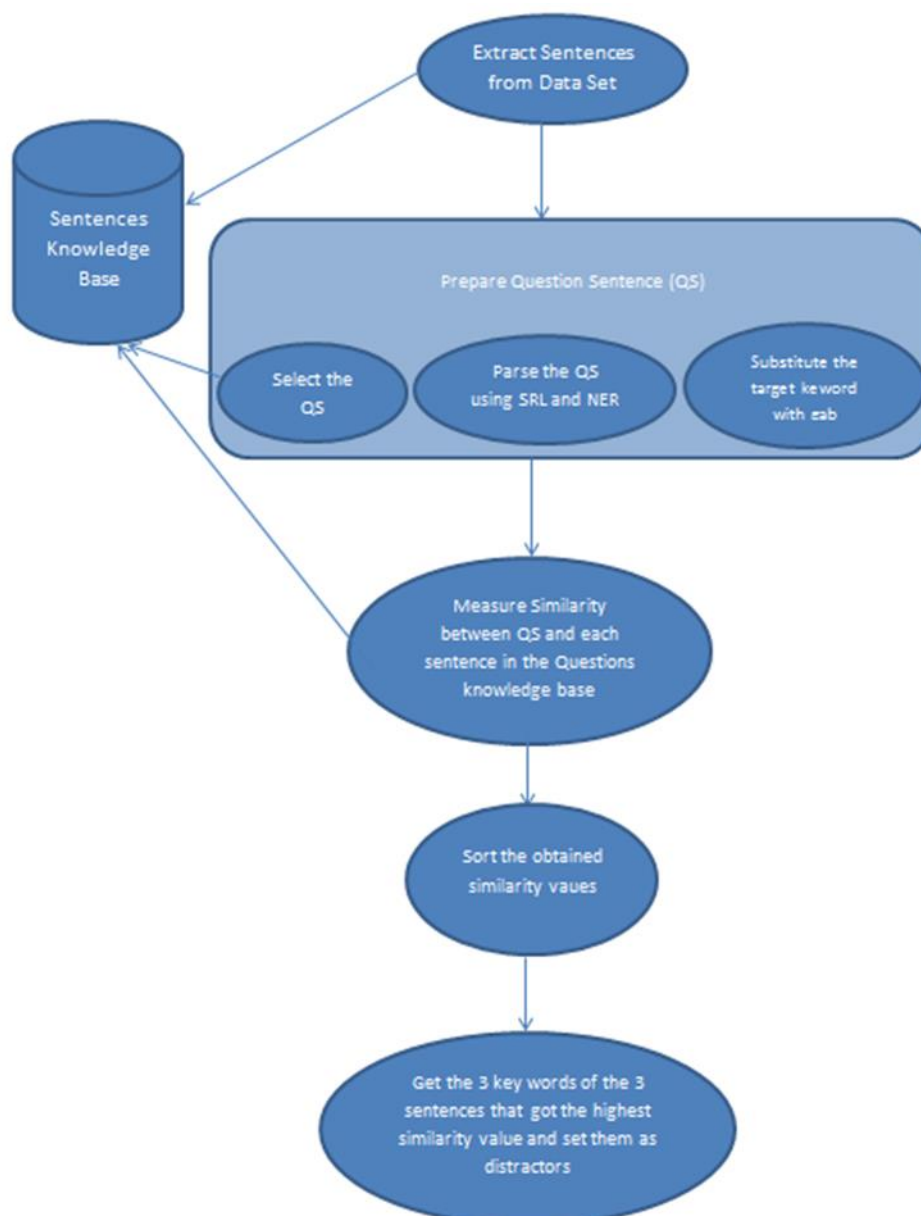 Extract Sentences
from Data Set
Sentences
Knowledge
Base
Prepare Question Sentence (QS)
Select the
QS
Parse the QS
using SRL and NER
Substitute the
target keword
with gab
Measure Similarity
between QS and each
sentence in the Questions
knowledge base
Sort the obtained
similarity vaues
Get the 3 key words of the 3
sentences that got the highest
similarity value and set them as
distractors